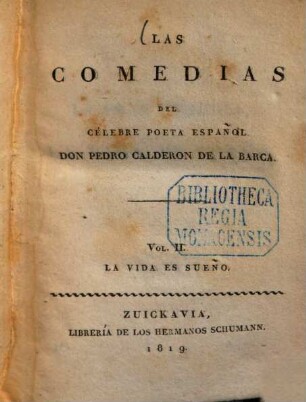 (LAS
COMEDIAS
DEL
CÉLEBRE POETA ESPAÑOL
DON PEDRO CALDERON DE LA BARCA.
BIBLIOTHECA
REGIA
MONACENSIS
VOL. II.
LA VIDA ES SUEÑO.
ZUICKAVIA,
LIBRERÍA DE LOS HERMANOS SCHUMANN.
1819.